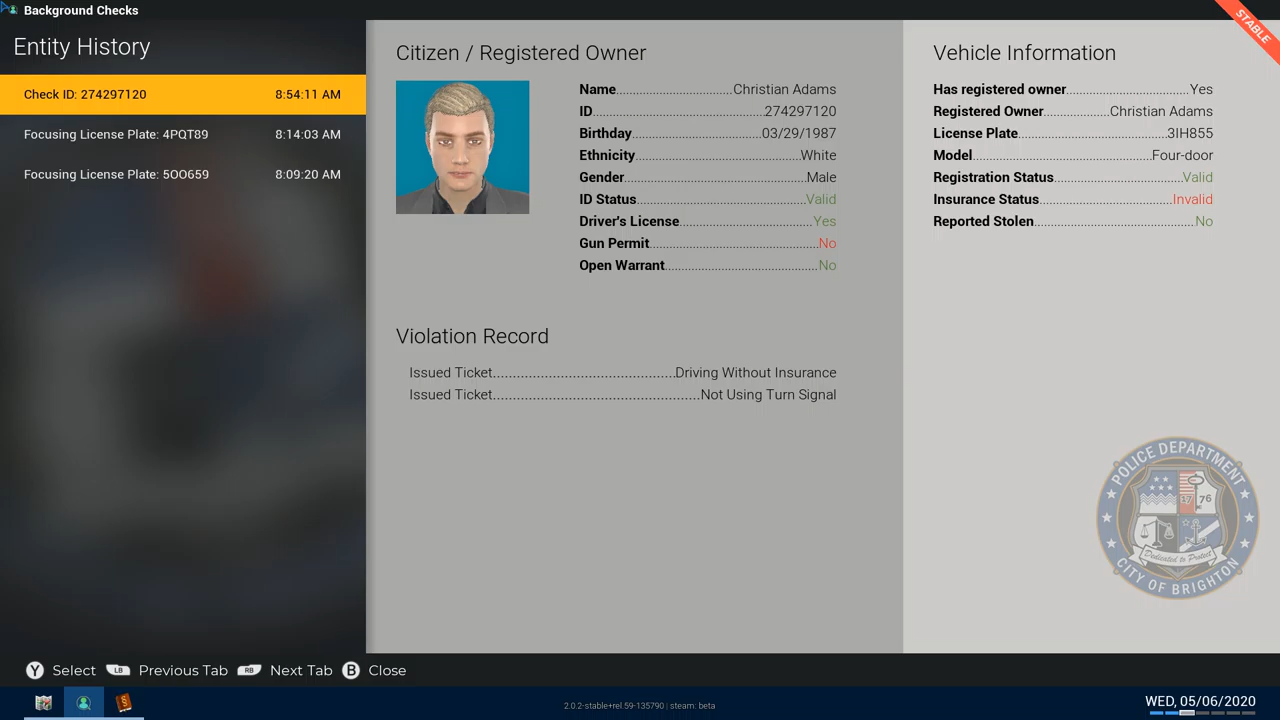 Background Checks
STABLE
Entity History
Check ID: 274297120 8:54:11 AM
Focusing License Plate: 4PQT89 8:14:03 AM
Focusing License Plate: 5OO659 8:09:20 AM
Citizen / Registered Owner
Name Christian Adams
ID 274297120
Birthday 03/29/1987
Ethnicity White
Gender Male
ID Status Valid
Driver's License Yes
Gun Permit No
Open Warrant No
Violation Record
Issued Ticket Driving Without Insurance
Issued Ticket Not Using Turn Signal
Vehicle Information
Has registered owner Yes
Registered Owner Christian Adams
License Plate 3IH855
Model Four-door
Registration Status Valid
Insurance Status Invalid
Reported Stolen No
POLICE DEPARTMENT
17 76
Dedicated to Protect
CITY OF BRIGHTON
Y Select LB Previous Tab RB Next Tab B Close
2.0.2-stable+rel.59-135790 | steam: beta
WED, 05/06/2020